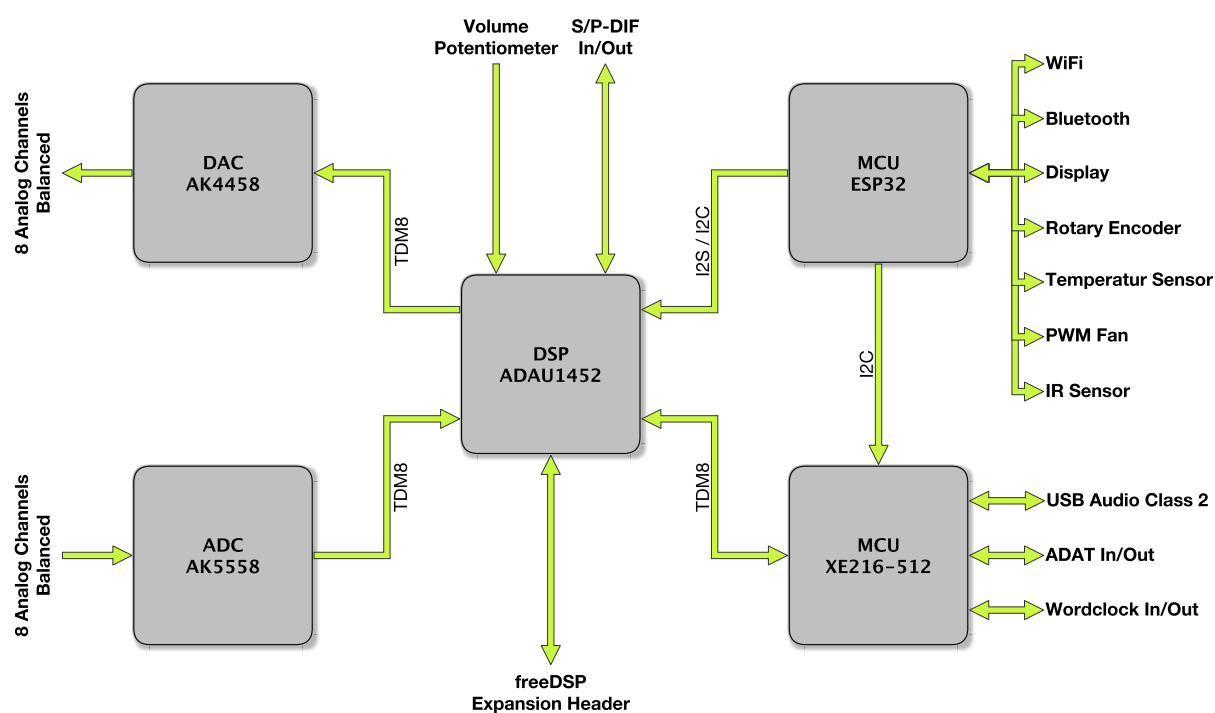 Volume
Potentiometer
S/P-DIF
In/Out
8 Analog Channels
Balanced
DAC
AK4458
TDM8
I2S / I2C
MCU
ESP32
WiFi
Bluetooth
Display
Rotary Encoder
Temperatur Sensor
PWM Fan
IR Sensor
DSP
ADAU1452
I2C
8 Analog Channels
Balanced
ADC
AK5558
TDM8
TDM8
MCU
XE216-512
USB Audio Class 2
ADAT In/Out
Wordclock In/Out
freeDSP
Expansion Header